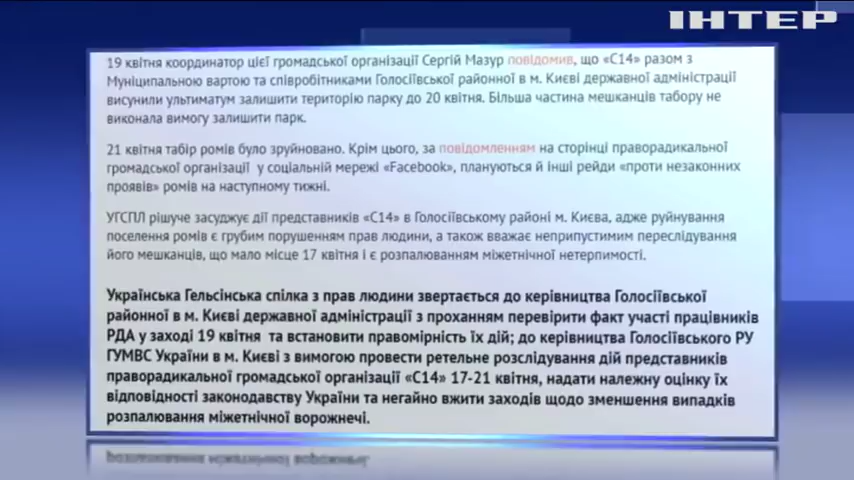 ІНТЕР
19 квітня координатор цієї громадської організації Сергій Мазур повідомив, що «С14» разом з
Муніципальною вартою та співробітниками Голосіївської районної в м. Києві державної адміністрації
висунили ультиматум залишити територію парку до 20 квітня. Більша частина мешканців табору не
виконала вимогу залишити парк.
21 квітня табір ромів було зруйновано. Крім цього, за повідомленням на сторінці праворадикальної
громадської організації у соціальній мережі «Facebook», плануються й інші рейди «проти незаконних
проявів» ромів на наступному тижні.
УГСПЛ рішуче засуджує дії представників «С14» в Голосіївському районі м. Києва, адже руйнування
поселення ромів є грубим порушенням прав людини, а також вважає неприпустимим переслідування
його мешканців, що мало місце 17 квітня і є розпалюванням міжетнічної нетерпимості.
Українська Гельсінська спілка з прав людини звертається до керівництва Голосіївської
районної в м. Києві державної адміністрації з проханням перевірити факт участі працівників
РДА у заході 19 квітня та встановити правомірність їх дій; до керівництва Голосіївського РУ
ГУМВС України в м. Києві з вимогою провести ретельне розслідування дій представників
праворадикальної громадської організації «С14» 17-21 квітня, надати належну оцінку їх
відповідності законодавству України та негайно вжити заходів щодо зменшення випадків
розпалювання міжетнічної ворожнечі.